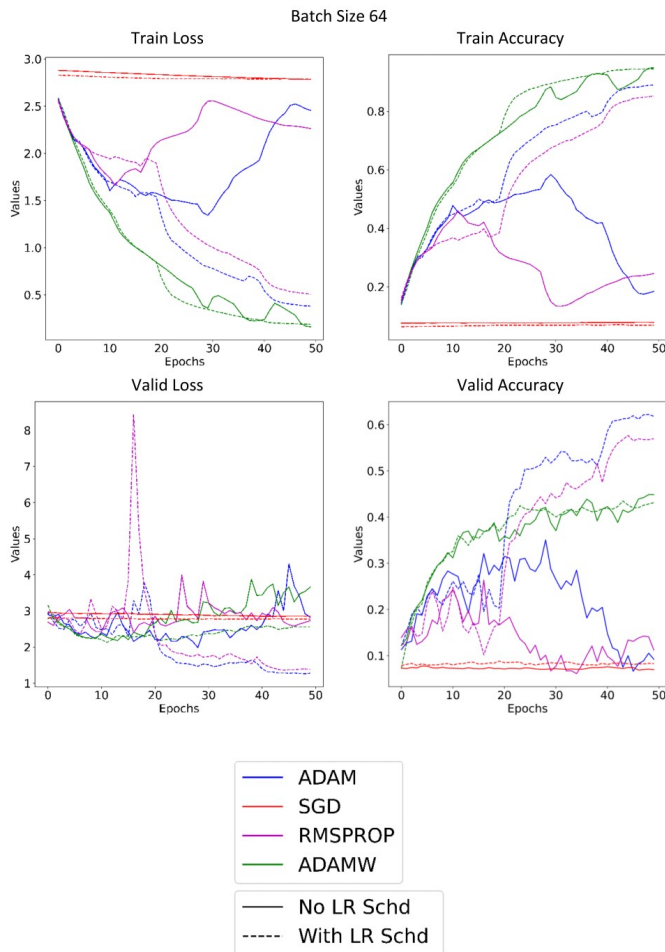 Batch Size 64
Train Loss
Train Accuracy
3.0
2.5
2.0
1.5
1.0
0.5
Values
0 10 20 30 40 50
Epochs
0.8
0.6
0.4
0.2
Values
0 10 20 30 40 50
Epochs
Valid Loss
Valid Accuracy
8
7
6
5
4
3
2
1
Values
0 10 20 30 40 50
Epochs
0.6
0.5
0.4
0.3
0.2
0.1
Values
0 10 20 30 40 50
Epochs
ADAM
SGD
RMSPROP
ADAMW
No LR Schd
With LR Schd